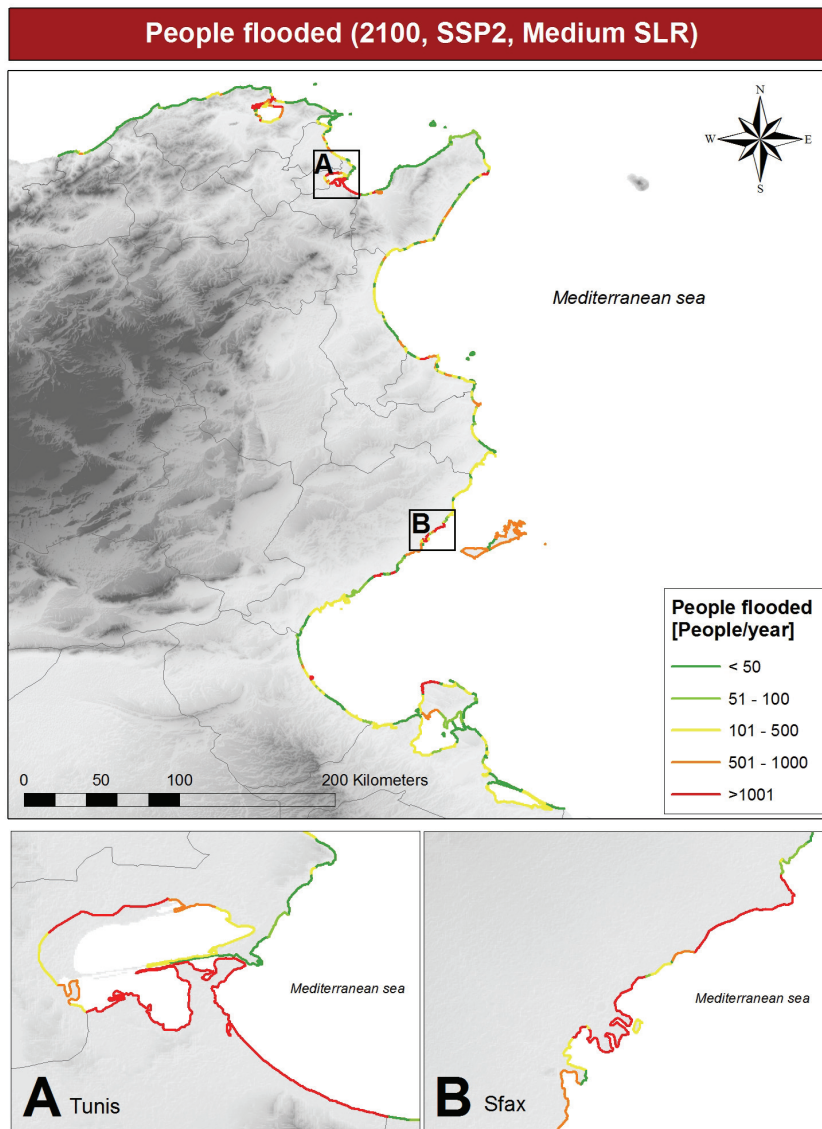 People flooded (2100, SSP2, Medium SLR)
N
W E
S
A
Mediterranean sea
B
People flooded
[People/year]
< 50
51 - 100
101 - 500
501 - 1000
>1001
0 50 100 200 Kilometers
Mediterranean sea
A Tunis
Mediterranean sea
B Sfax